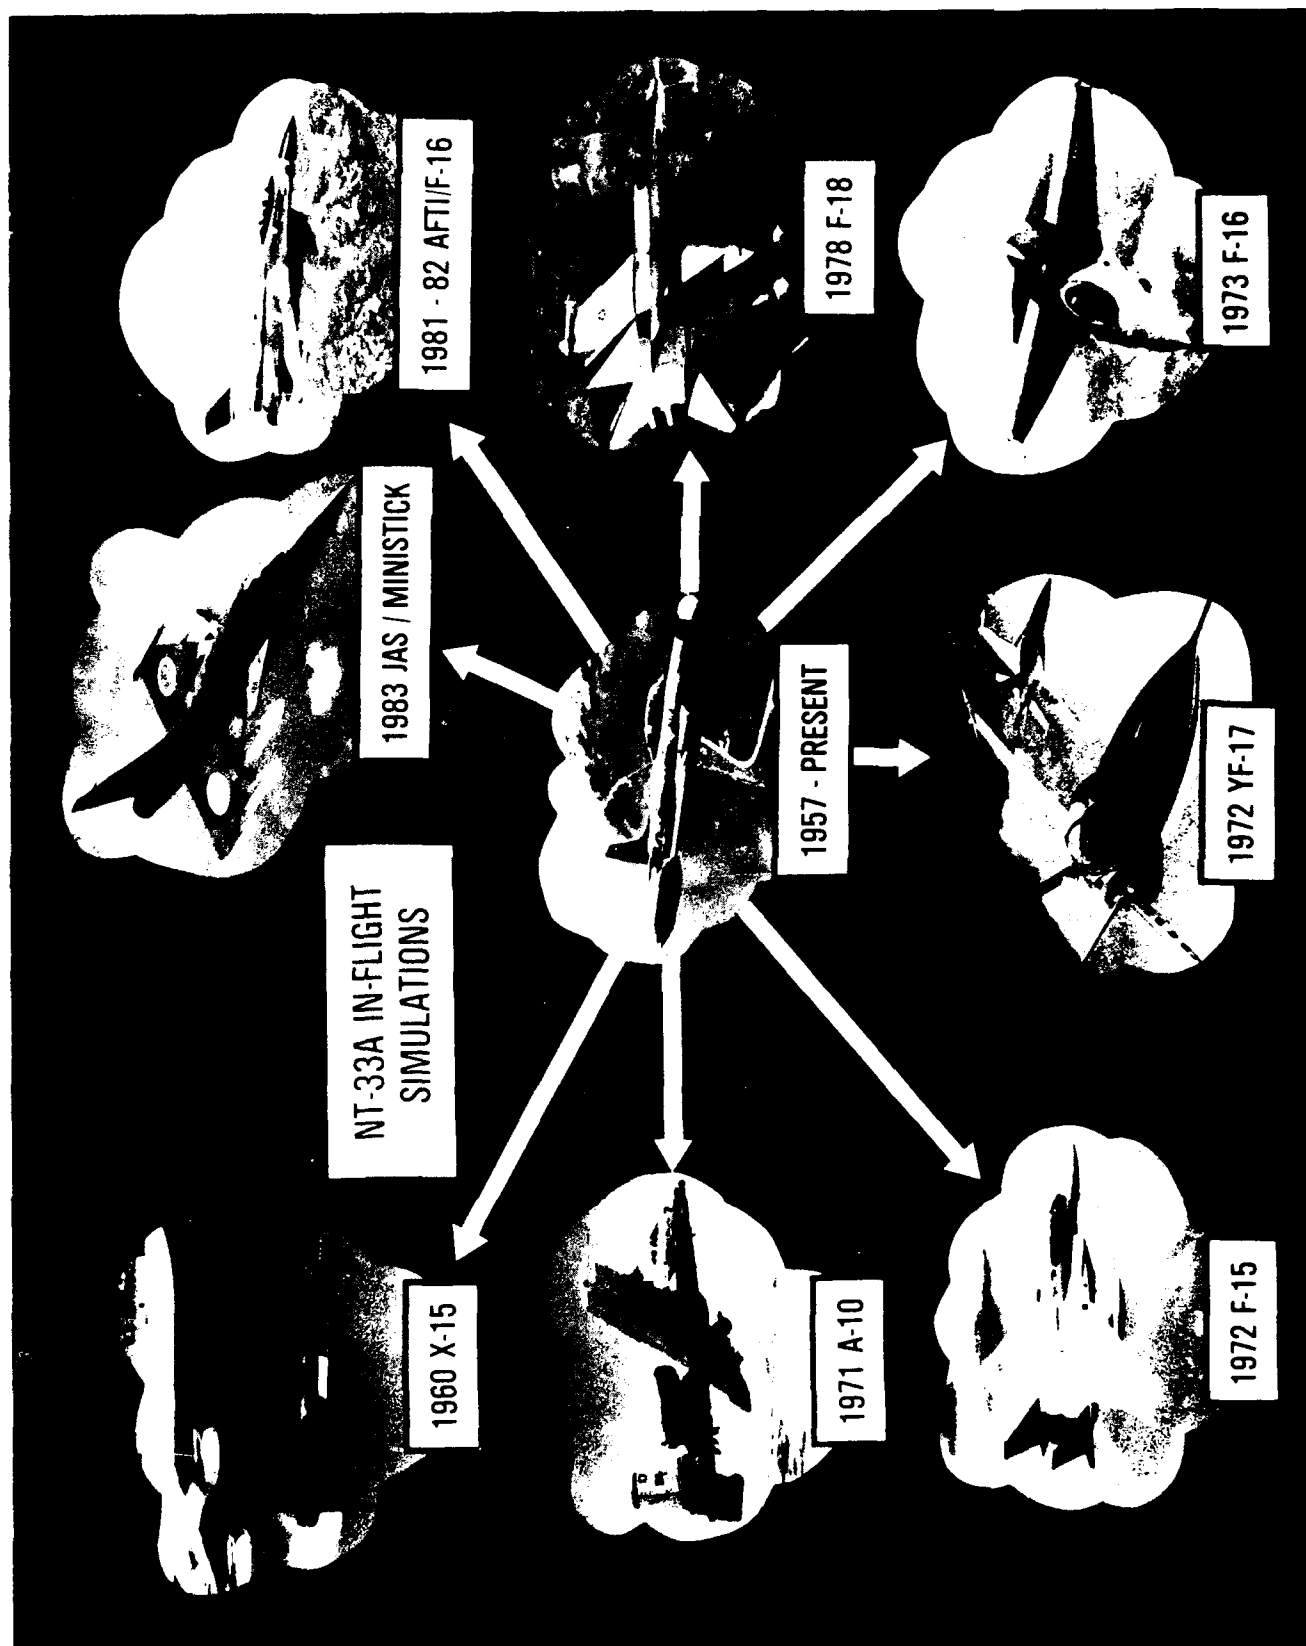 NT-33A IN-FLIGHT
SIMULATIONS
1960 X-15
1983 JAS / MINISTICK
1981 - 82 AFTI/F-16
1971 A-10
1957 - PRESENT
1978 F-18
1972 F-15
1972 YF-17
1973 F-16